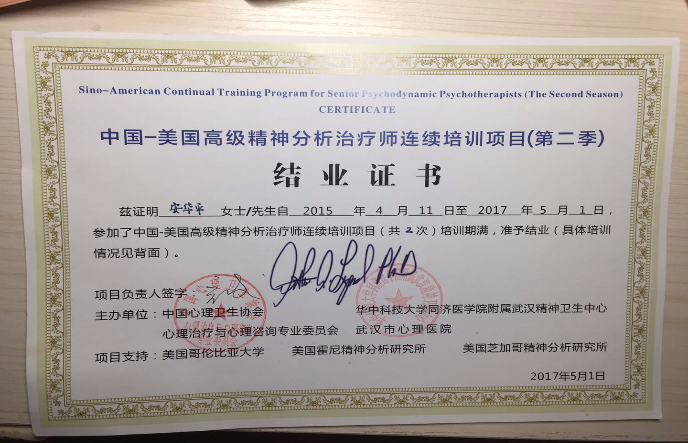 Sino-American Continual Training Program for Senior Psychodynamic Psychotherapists (The Second Season)
CERTIFICATE
中国-美国高级精神分析治疗师连续培训项目(第二季)
结业证书
兹证明 安华平 女士/先生自 2015 年 4 月 11 日至 2017 年 5 月 1 日，
参加了中国-美国高级精神分析治疗师连续培训项目（共 次）培训期满，准予结业（具体培训
情况见背面）。
项目负责人签字： PhD
主办单位：中国心理卫生协会 华中科技大学同济医学院附属武汉精神卫生中心
心理治疗与心理咨询专业委员会 武汉市心理医院
项目支持：美国哥伦比亚大学 美国霍尼精神分析研究所 美国芝加哥精神分析研究所
2017年5月1日